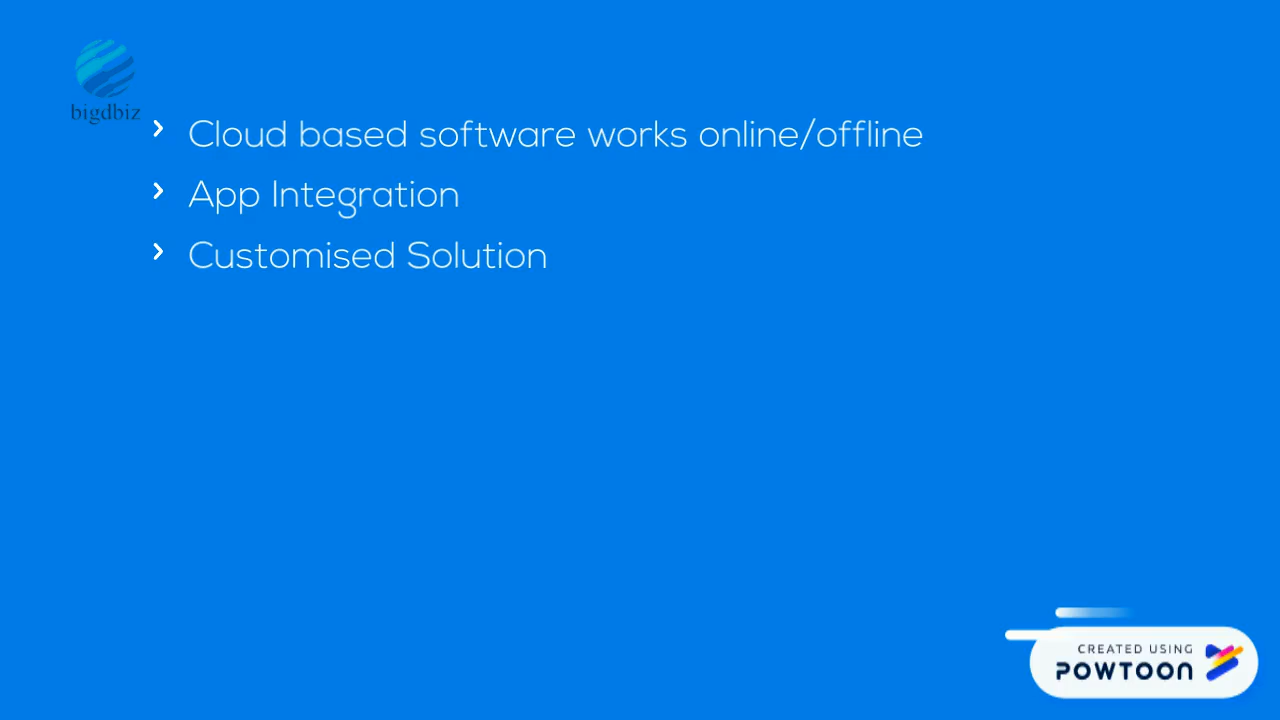 bigdbiz
Cloud based software works online/offline
App Integration
Customised Solution
CREATED USING
POWTOON